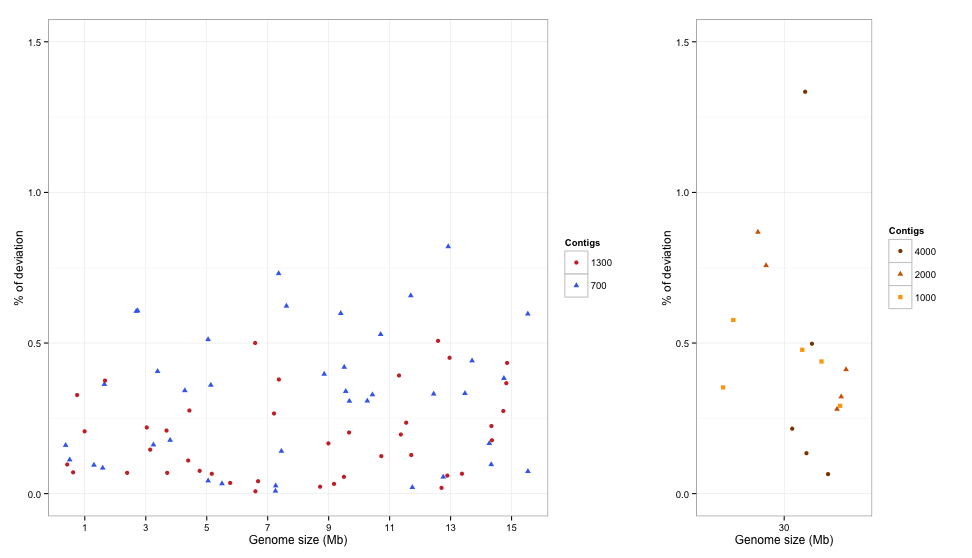 1.5
1.0
0.5
0.0
% of deviation
1 3 5 7 9 11 13 15
Genome size (Mb)
Contigs
1300
700
1.5
1.0
0.5
0.0
% of deviation
30
Genome size (Mb)
Contigs
4000
2000
1000